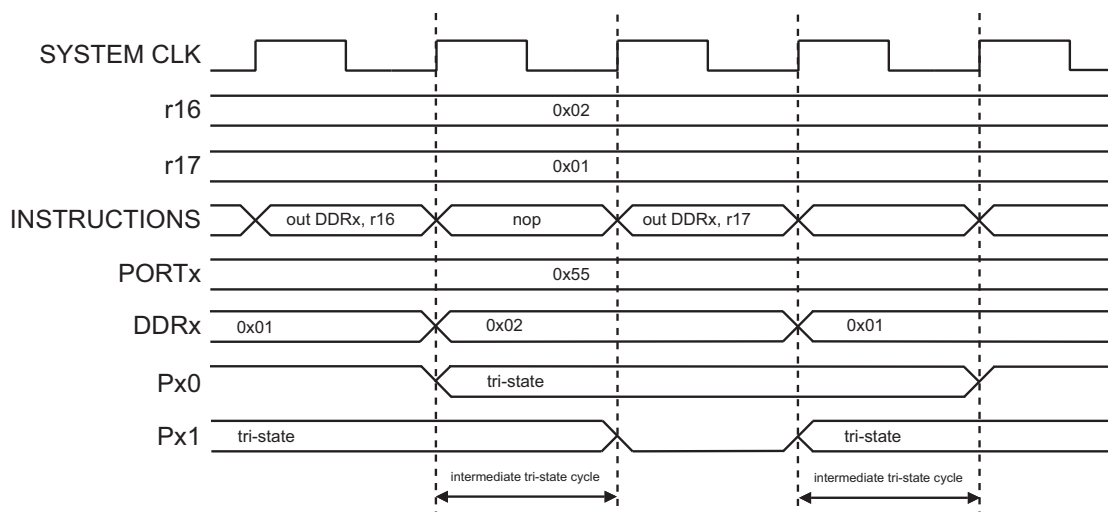 SYSTEM CLK
r16
0x02
r17
0x01
INSTRUCTIONS
out DDRx, r16
nop
out DDRx, r17
PORTx
0x55
DDRx
0x01
0x02
0x01
Px0
tri-state
Px1
tri-state
tri-state
intermediate tri-state cycle
intermediate tri-state cycle